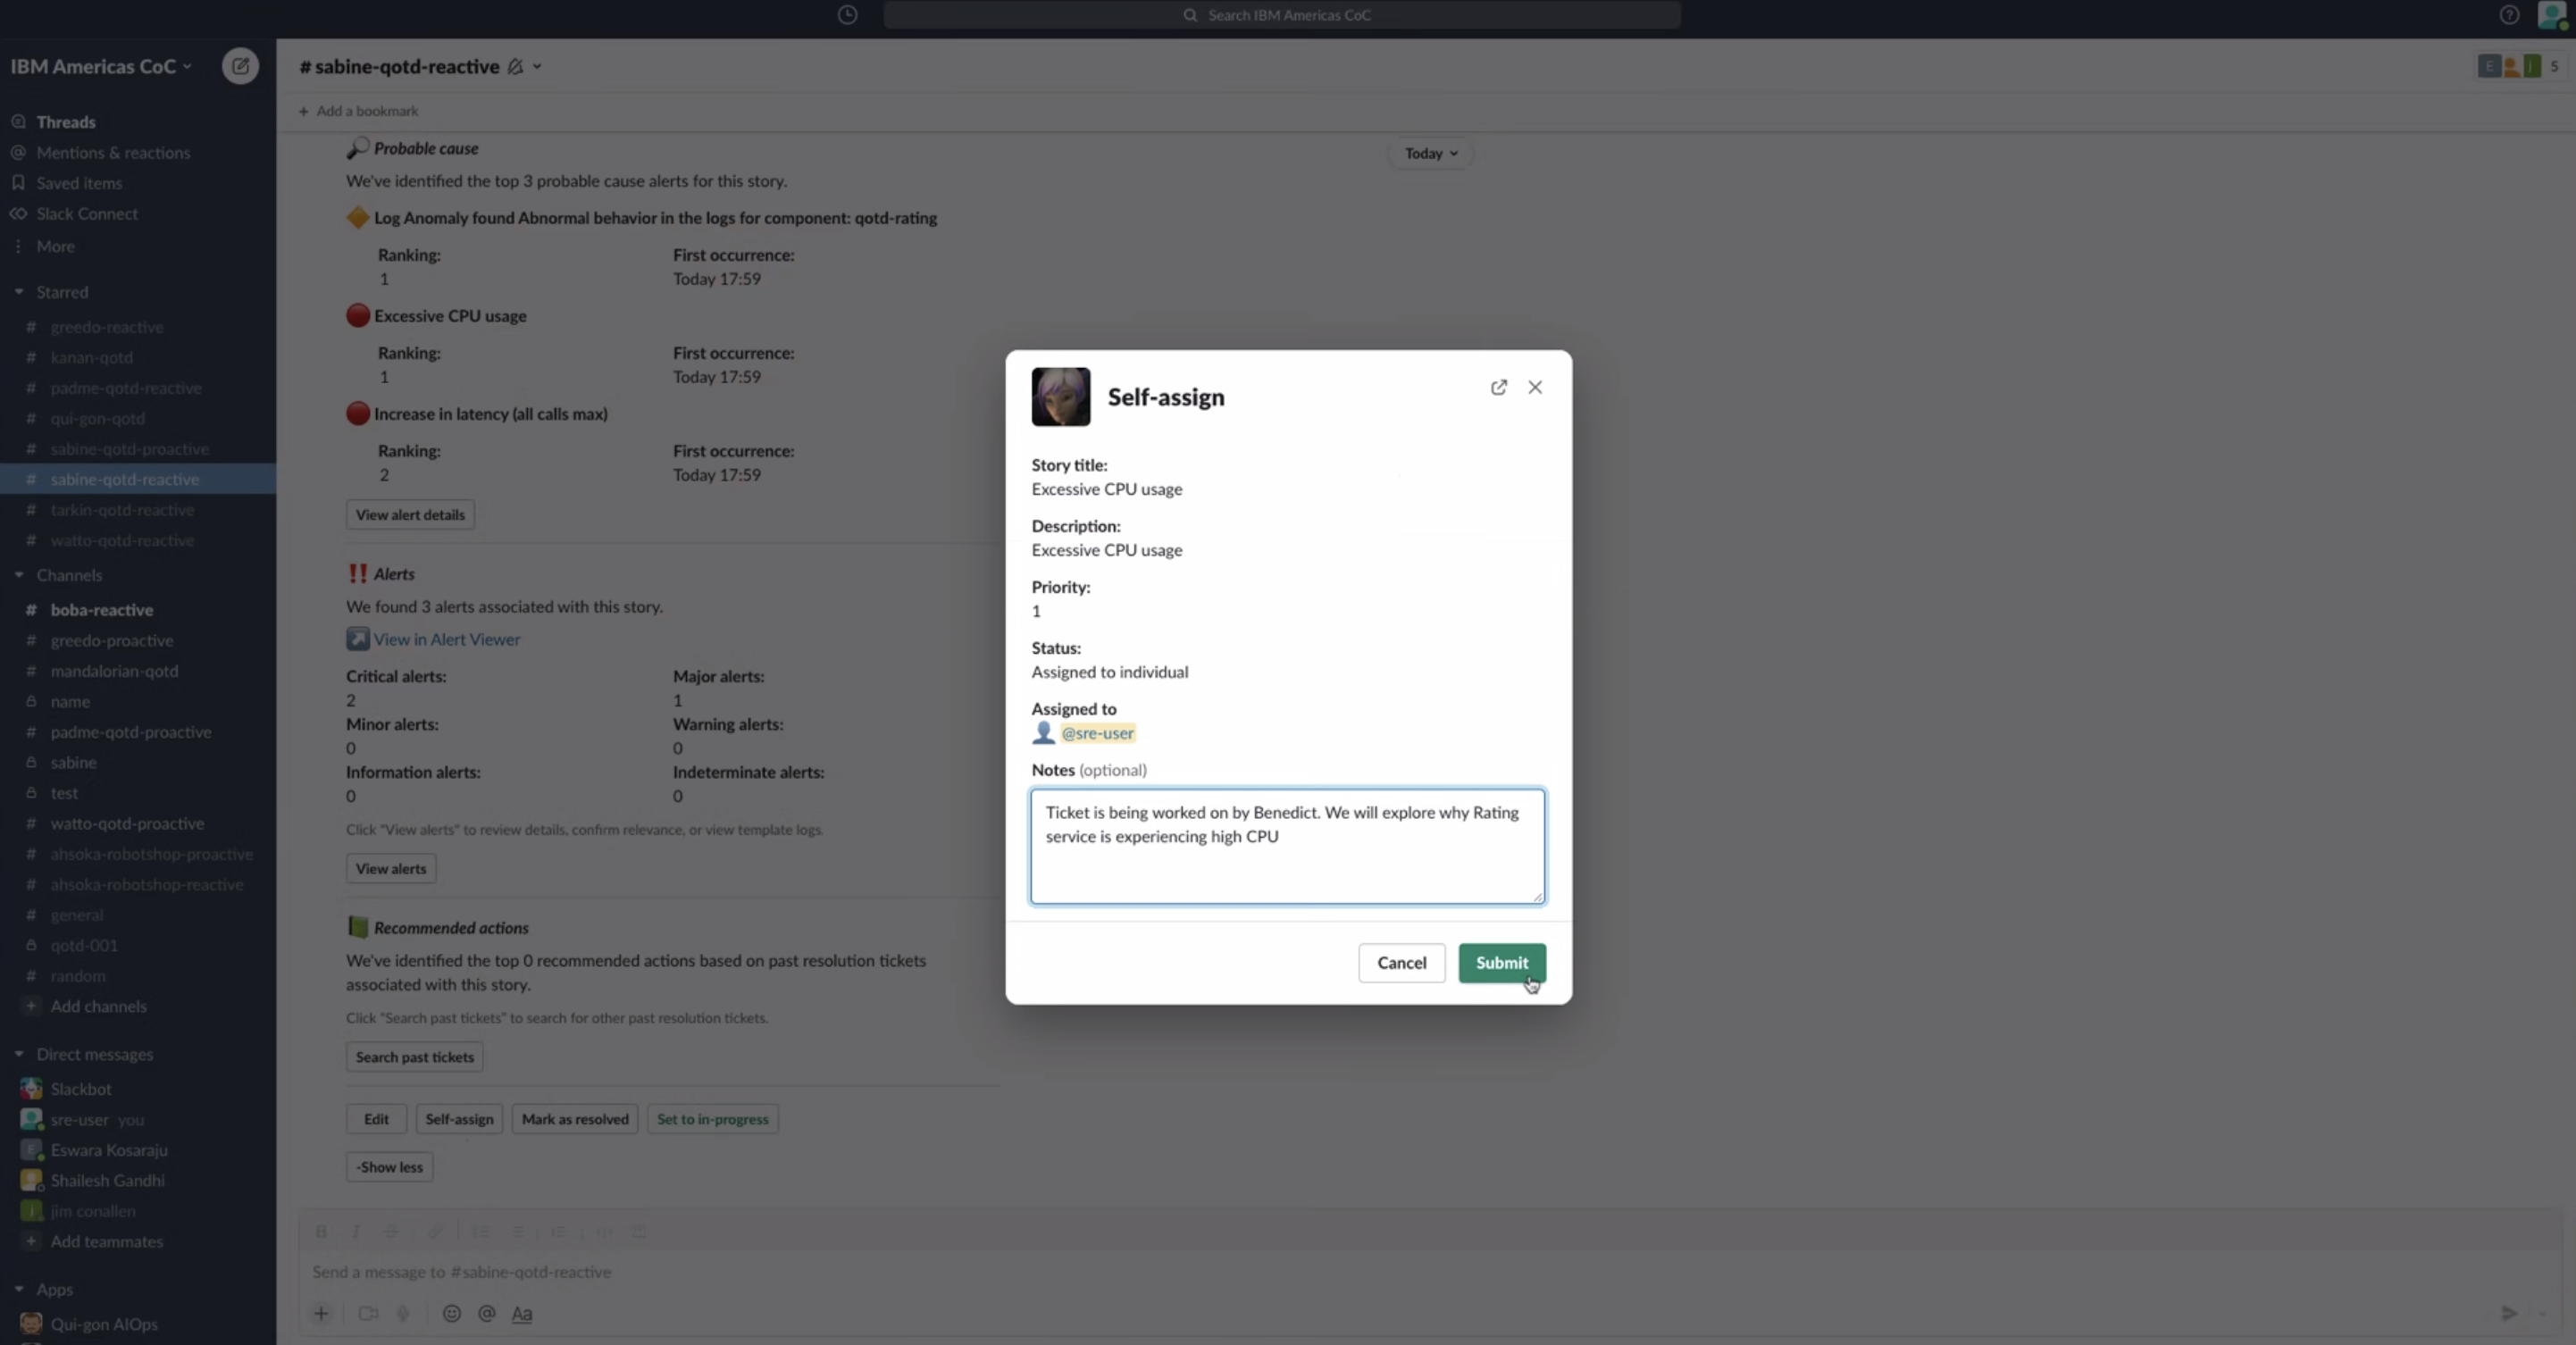 Search IBM Americas CoC
IBM Americas CoC
Threads
Mentions & reactions
Saved items
Slack Connect
More
Starred
# greedo-reactive
# kanan-qotd
# padme-qotd-reactive
# qui-gon-qotd
# sabine-qotd-proactive
# sabine-qotd-reactive
# tarkin-qotd-reactive
# watto-qotd-reactive
Channels
# boba-reactive
# greedo-proactive
# mandalorian-qotd
name
# padme-qotd-proactive
sabine
test
# watto-qotd-proactive
# ahsoka-robotshop-proactive
# ahsoka-robotshop-reactive
# general
qotd-001
# random
+ Add channels
Direct messages
Slackbot
sre-user you
E Eswara Kosaraju
Shailesh Gandhi
j jim conallen
+ Add teammates
Apps
Qui-gon AIOps
# sabine-qotd-reactive
E j 5
+ Add a bookmark
Today
Probable cause
We've identified the top 3 probable cause alerts for this story.
Log Anomaly found Abnormal behavior in the logs for component: qotd-rating
Ranking: First occurrence:
1 Today 17:59
Excessive CPU usage
Ranking: First occurrence:
1 Today 17:59
Increase in latency (all calls max)
Ranking: First occurrence:
2 Today 17:59
View alert details
!! Alerts
We found 3 alerts associated with this story.
View in Alert Viewer
Critical alerts: Major alerts:
2 1
Minor alerts: Warning alerts:
0 0
Information alerts: Indeterminate alerts:
0 0
Click "View alerts" to review details, confirm relevance, or view template logs.
View alerts
Recommended actions
We've identified the top 0 recommended actions based on past resolution tickets
associated with this story.
Click "Search past tickets" to search for other past resolution tickets.
Search past tickets
Edit Self-assign Mark as resolved Set to in-progress
-Show less
B I S
Send a message to #sabine-qotd-reactive
+ @ Aa
Self-assign
Story title:
Excessive CPU usage
Description:
Excessive CPU usage
Priority:
1
Status:
Assigned to individual
Assigned to
@sre-user
Notes (optional)
Ticket is being worked on by Benedict. We will explore why Rating
service is experiencing high CPU
Cancel Submit